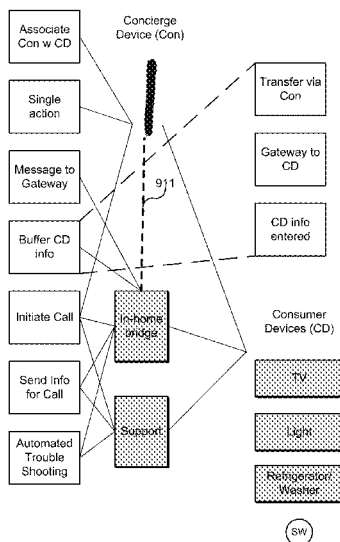 Associate
Con w CD
Concierge
Device (Con)
Single
action
Transfer via
Con
Message to
Gateway
Gateway to
CD
911
Buffer CD
info
CD info
entered
Initiate Call
In-home
bridge
Consumer
Devices (CD)
Send Info
for Call
TV
Support
Light
Automated
Trouble
Shooting
Refrigerator/
Washer
SW